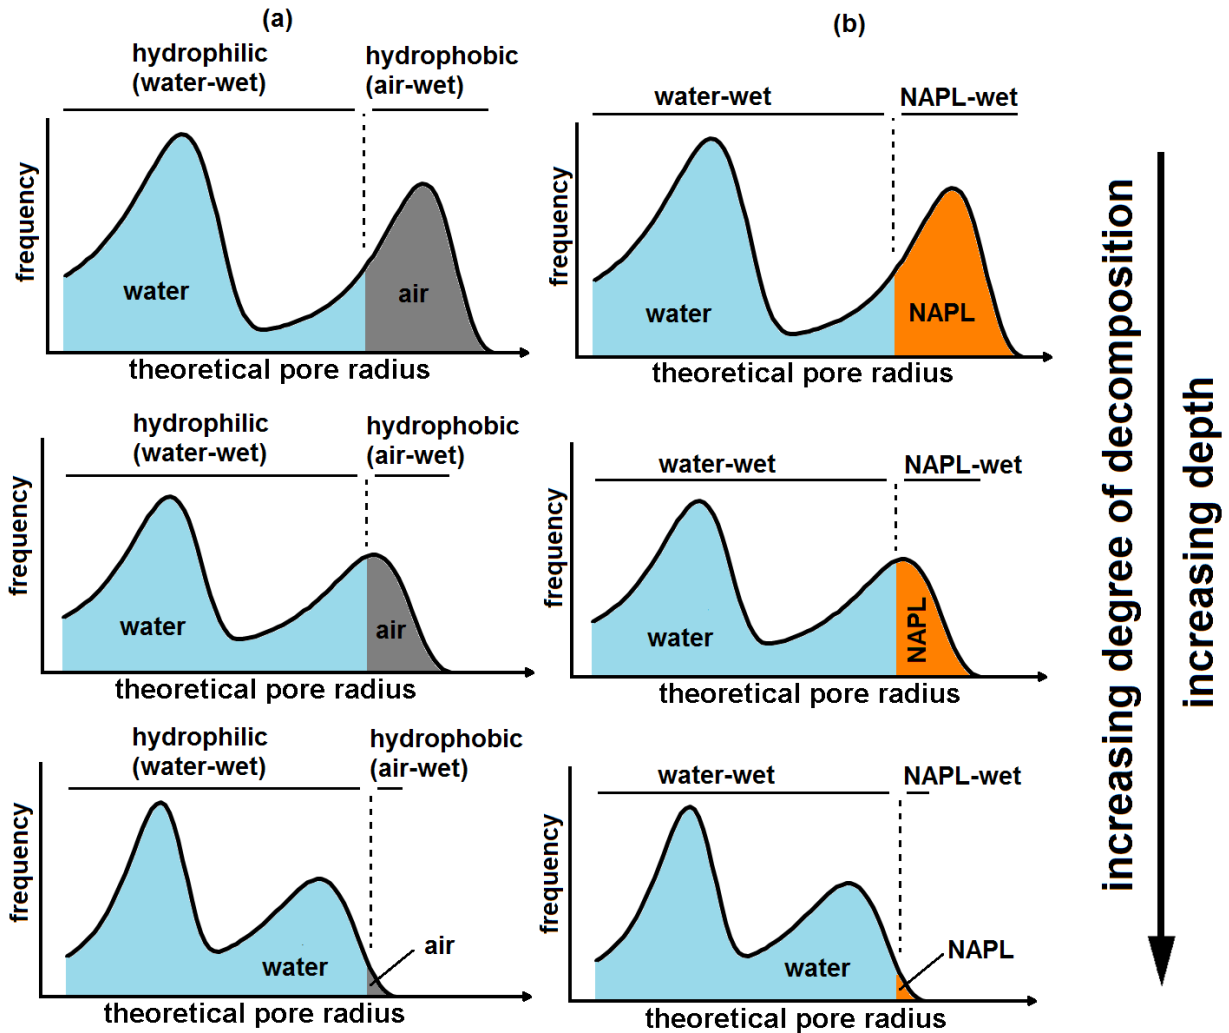 (a)
hydrophilic
(water-wet)
hydrophobic
(air-wet)
frequency
water
air
theoretical pore radius
(b)
water-wet
NAPL-wet
frequency
water
NAPL
theoretical pore radius
hydrophilic
(water-wet)
hydrophobic
(air-wet)
frequency
water
air
theoretical pore radius
water-wet
NAPL-wet
frequency
water
NAPL
theoretical pore radius
hydrophilic
(water-wet)
hydrophobic
(air-wet)
frequency
water
air
theoretical pore radius
water-wet
NAPL-wet
frequency
water
NAPL
theoretical pore radius
increasing degree of decomposition
increasing depth